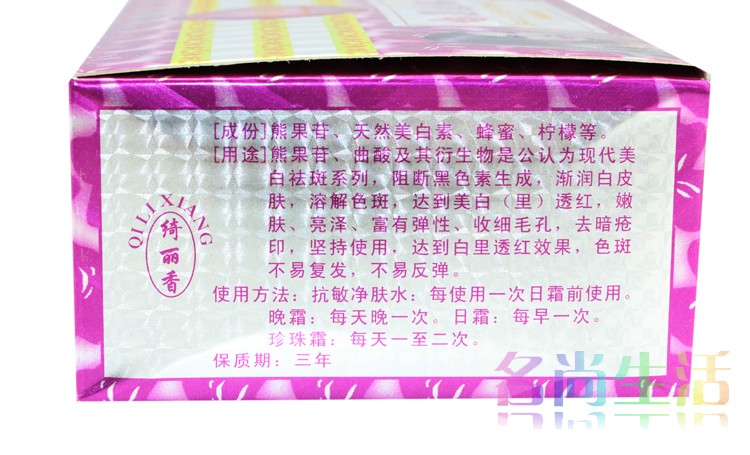 [成份]熊果苷、天然美白素、蜂蜜、柠檬等。
[用途]熊果苷、曲酸及其衍生物是公认为现代美
白祛斑系列，阻断黑色素生成，渐润白皮
肤，溶解色斑，达到美白（里）透红，嫩
肤、亮泽、富有弹性、收细毛孔，去暗疮
印，坚持使用，达到白里透红效果，色斑
不易复发，不易反弹。
使用方法：抗敏净肤水：每使用一次日霜前使用。
晚霜：每天晚一次。日霜：每早一次。
珍珠霜：每天一至二次。
保质期：三年
QILI XIANG
绮丽香
名尚生活